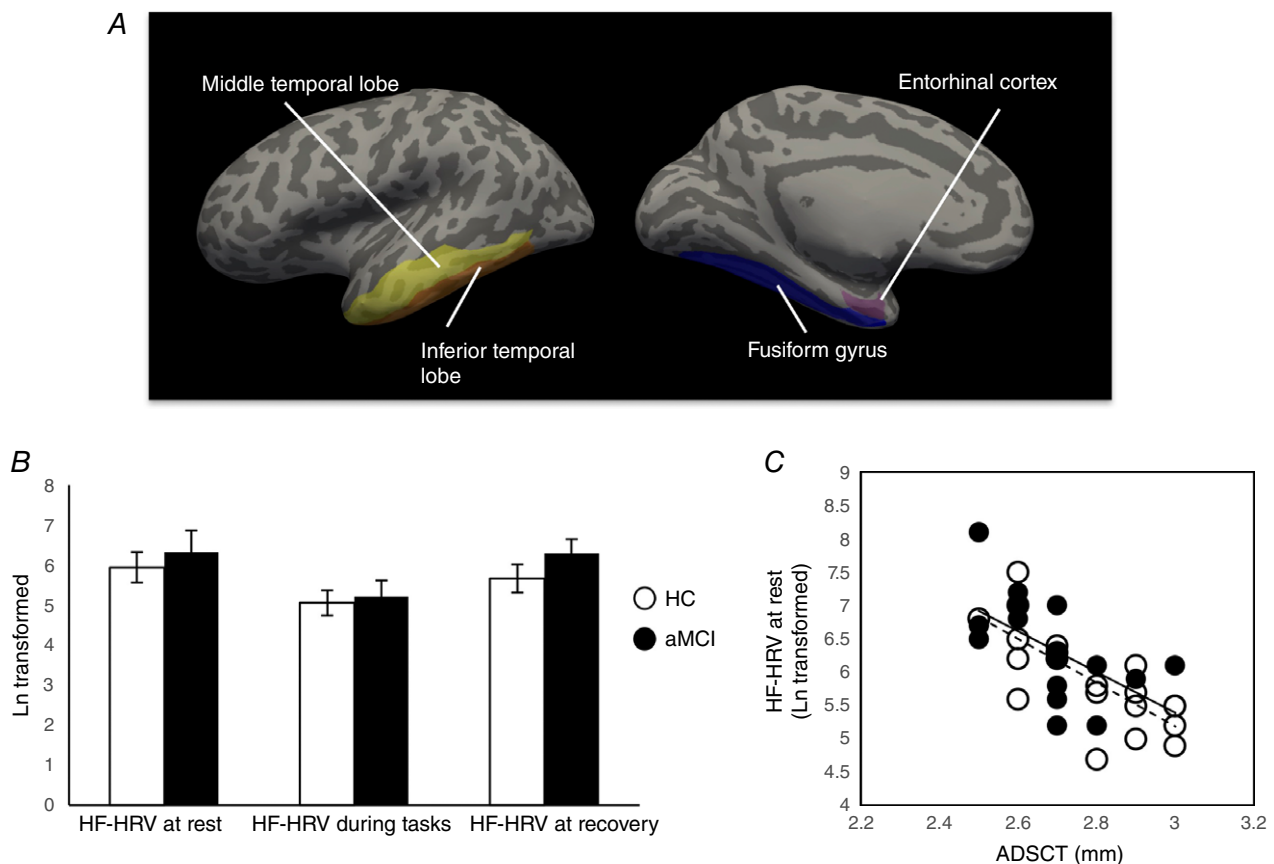 A
Middle temporal lobe
Entorhinal cortex
Inferior temporal
lobe
Fusiform gyrus
B
8
7
6
5
4
3
2
1
0
Ln transformed
HF-HRV at rest
HF-HRV during tasks
HF-HRV at recovery
HC
aMCI
C
9
8.5
8
7.5
7
6.5
6
5.5
5
4.5
4
HF-HRV at rest
(Ln transformed)
2.2
2.4
2.6
2.8
3
3.2
ADSCT (mm)